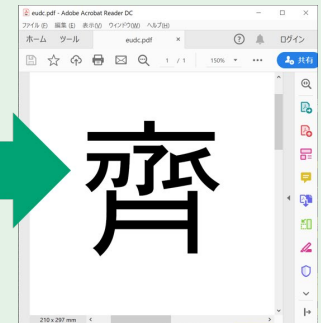 eudc.pdf - Adobe Acrobat Reader DC
ファイル(F) 編集(E) 表示(V) ウィンドウ(W) ヘルプ(H)
ホーム ツール eudc.pdf × ログイン
1 / 1 150% 共有
齊
210 x 297 mm